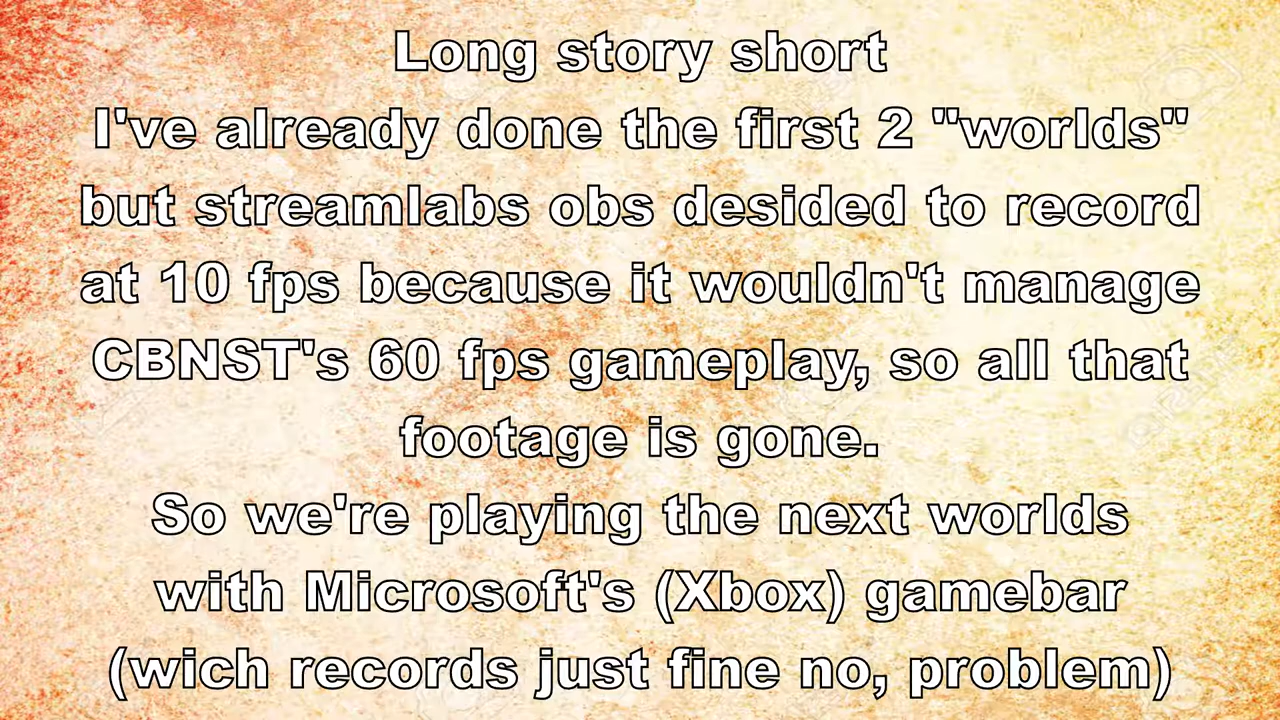 Long story short
I've already done the first 2 "worlds"
but streamlabs obs desided to record
at 10 fps because it wouldn't manage
CBNST's 60 fps gameplay, so all that
footage is gone.
So we're playing the next worlds
with Microsoft's (Xbox) gamebar
(wich records just fine no, problem)